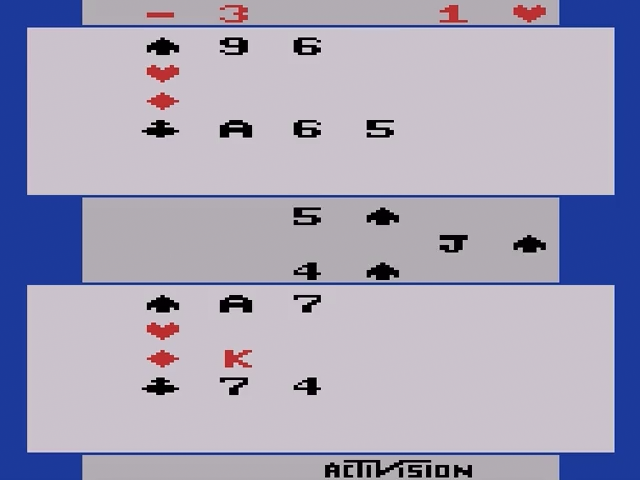 - 3 1 ♥
♠ 9 6
♥
♦
♣ A 6 5
5 ♠
J ♠
4 ♠
♠ A 7
♥
♦ K
♣ 7 4
ACTIVISION